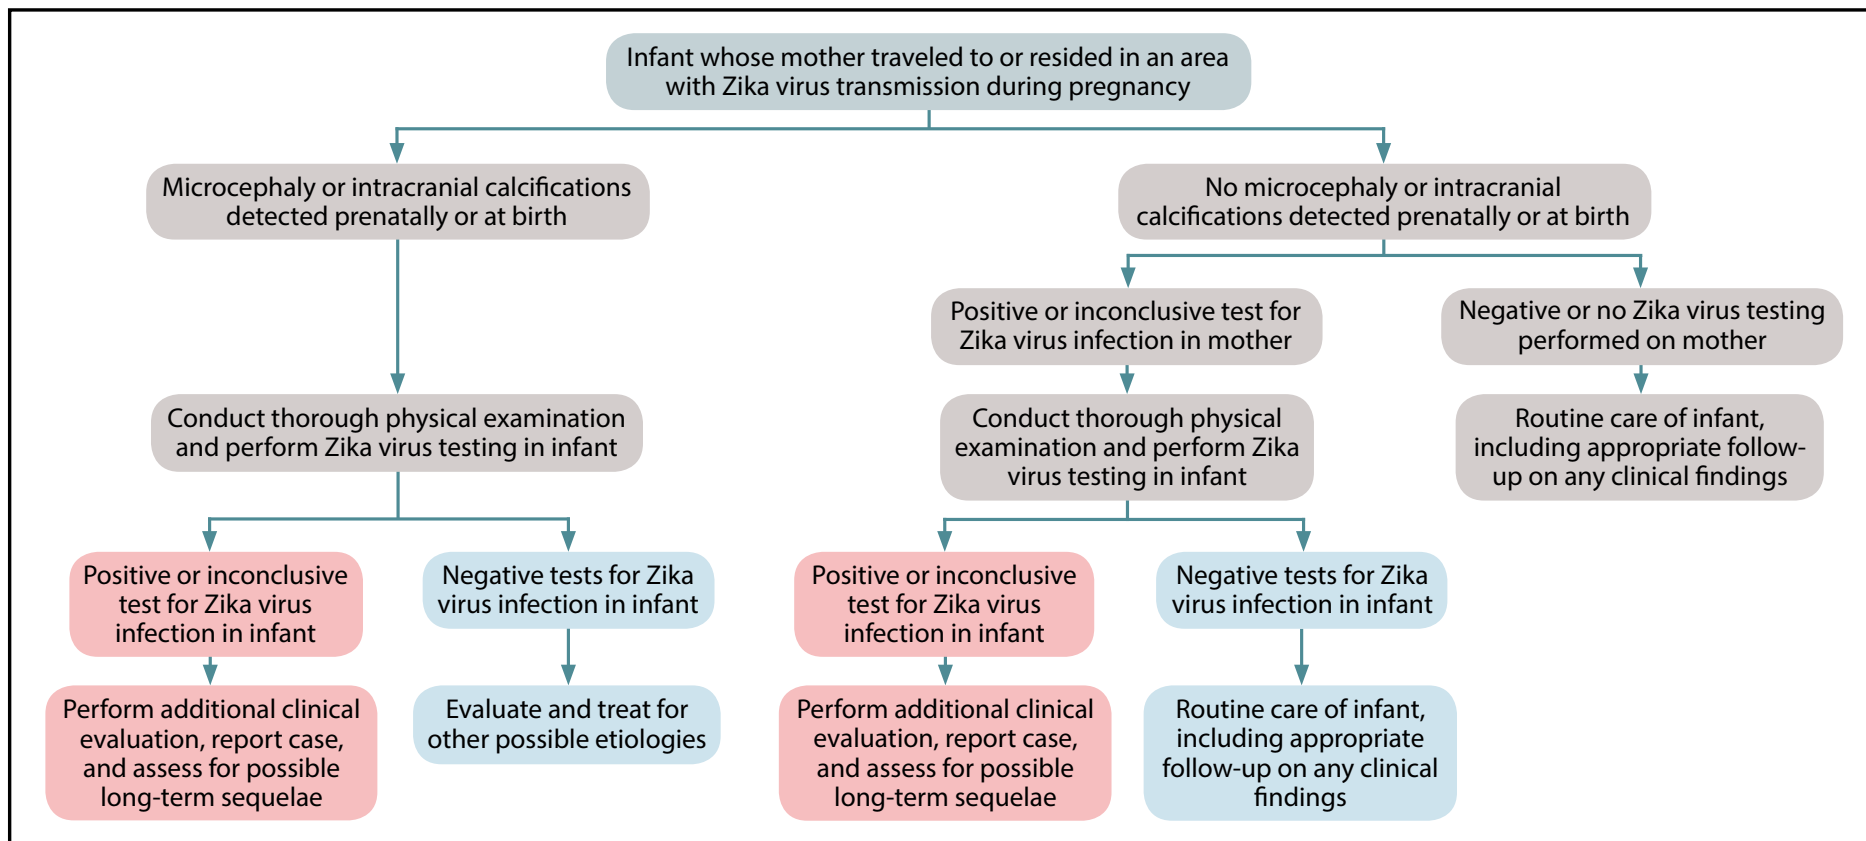 Infant whose mother traveled to or resided in an area
with Zika virus transmission during pregnancy
Microcephaly or intracranial calcifications
detected prenatally or at birth
No microcephaly or intracranial
calcifications detected prenatally or at birth
Positive or inconclusive test for
Zika virus infection in mother
Negative or no Zika virus testing
performed on mother
Conduct thorough physical examination
and perform Zika virus testing in infant
Conduct thorough physical
examination and perform Zika
virus testing in infant
Routine care of infant,
including appropriate follow-
up on any clinical findings
Positive or inconclusive
test for Zika virus
infection in infant
Negative tests for Zika
virus infection in infant
Positive or inconclusive
test for Zika virus
infection in infant
Negative tests for Zika
virus infection in infant
Perform additional clinical
evaluation, report case,
and assess for possible
long-term sequelae
Evaluate and treat for
other possible etiologies
Perform additional clinical
evaluation, report case,
and assess for possible
long-term sequelae
Routine care of infant,
including appropriate
follow-up on any clinical
findings